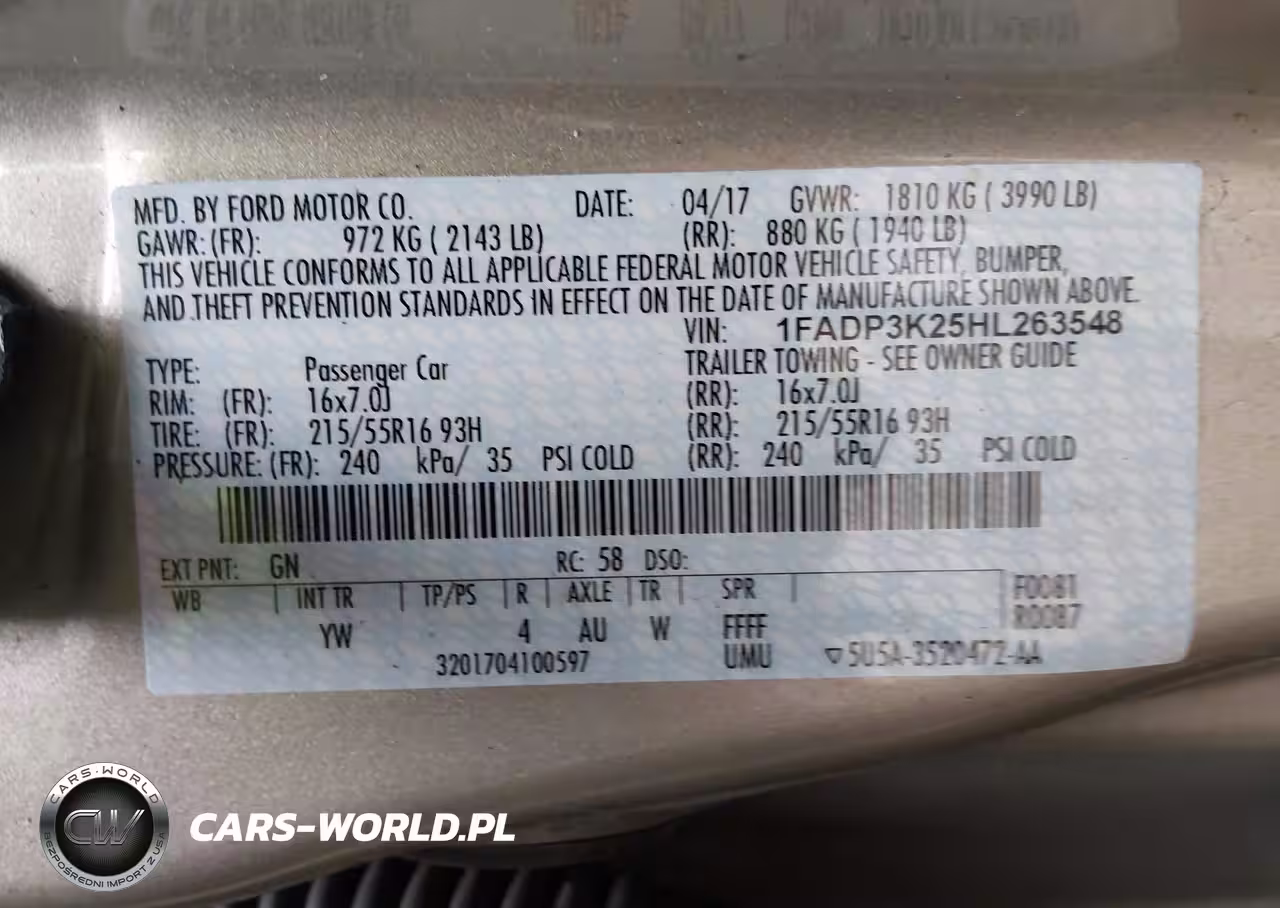 MFD. BY FORD MOTOR CO. DATE: 04/17 GVWR: 1810 KG ( 3990 LB)
GAWR: (FR): 972 KG ( 2143 LB) (RR): 880 KG ( 1940 LB)
THIS VEHICLE CONFORMS TO ALL APPLICABLE FEDERAL MOTOR VEHICLE SAFETY, BUMPER,
AND THEFT PREVENTION STANDARDS IN EFFECT ON THE DATE OF MANUFACTURE SHOWN ABOVE.
VIN: 1FADP3K25HL263548
TYPE: Passenger Car TRAILER TOWING - SEE OWNER GUIDE
RIM: (FR): 16x7.0J (RR): 16x7.0J
TIRE: (FR): 215/55R16 93H (RR): 215/55R16 93H
PRESSURE: (FR): 240 kPa/ 35 PSI COLD (RR): 240 kPa/ 35 PSI COLD
EXT PNT: GN RC: 58 DSO:
WB INT TR TP/PS R AXLE TR SPR F0081
YW 4 AU W FFFF R0087
3201704100597 UMU ▽5U5A-3520472-AA
CARS-WORLD
CW
BEZPOŚREDNI IMPORT Z USA
CARS-WORLD.PL